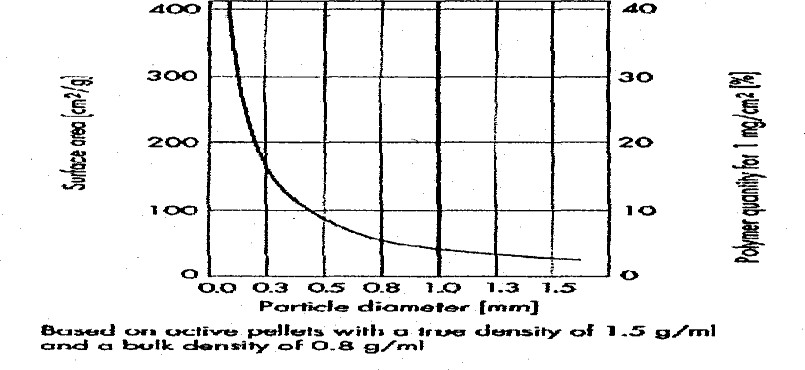 400
40
300
30
200
20
100
10
0
0
Surface area (cm²/g)
Polymer quantity for 1 mg/cm2 [%]
0.0 0.3 0.5 0.8 1.0 1.3 1.5
Particle diameter [mm]
Based on active pellets with a true density of 1.5 g/ml
and a bulk density of 0.8 g/ml